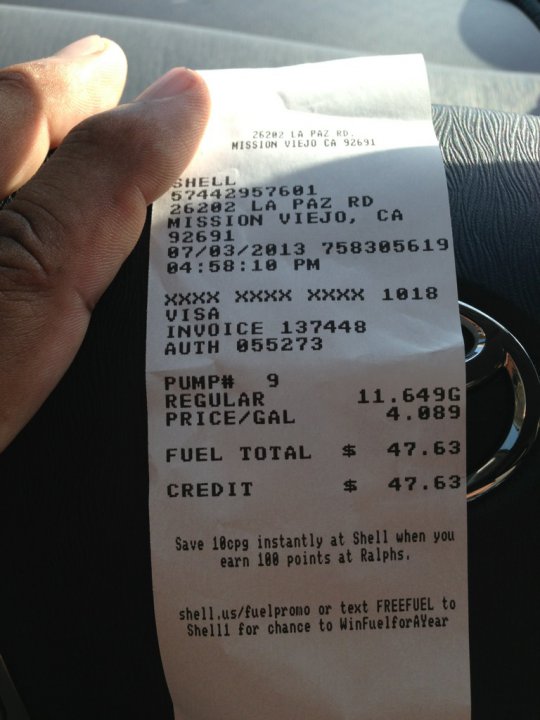 26202 LA PAZ RD.
MISSION VIEJO CA 92691
SHELL
57442957601
26202 LA PAZ RD
MISSION VIEJO, CA
92691
07/03/2013 758305619
04:58:10 PM
XXXX XXXX XXXX 1018
VISA
INVOICE 137448
AUTH 055273
PUMP# 9
REGULAR 11.649G
PRICE/GAL 4.089
FUEL TOTAL $ 47.63
CREDIT $ 47.63
Save 10cpg instantly at Shell when you
earn 100 points at Ralphs.
shell.us/fuelpromo or text FREEFUEL to
Shell1 for chance to WinFuelforAYear